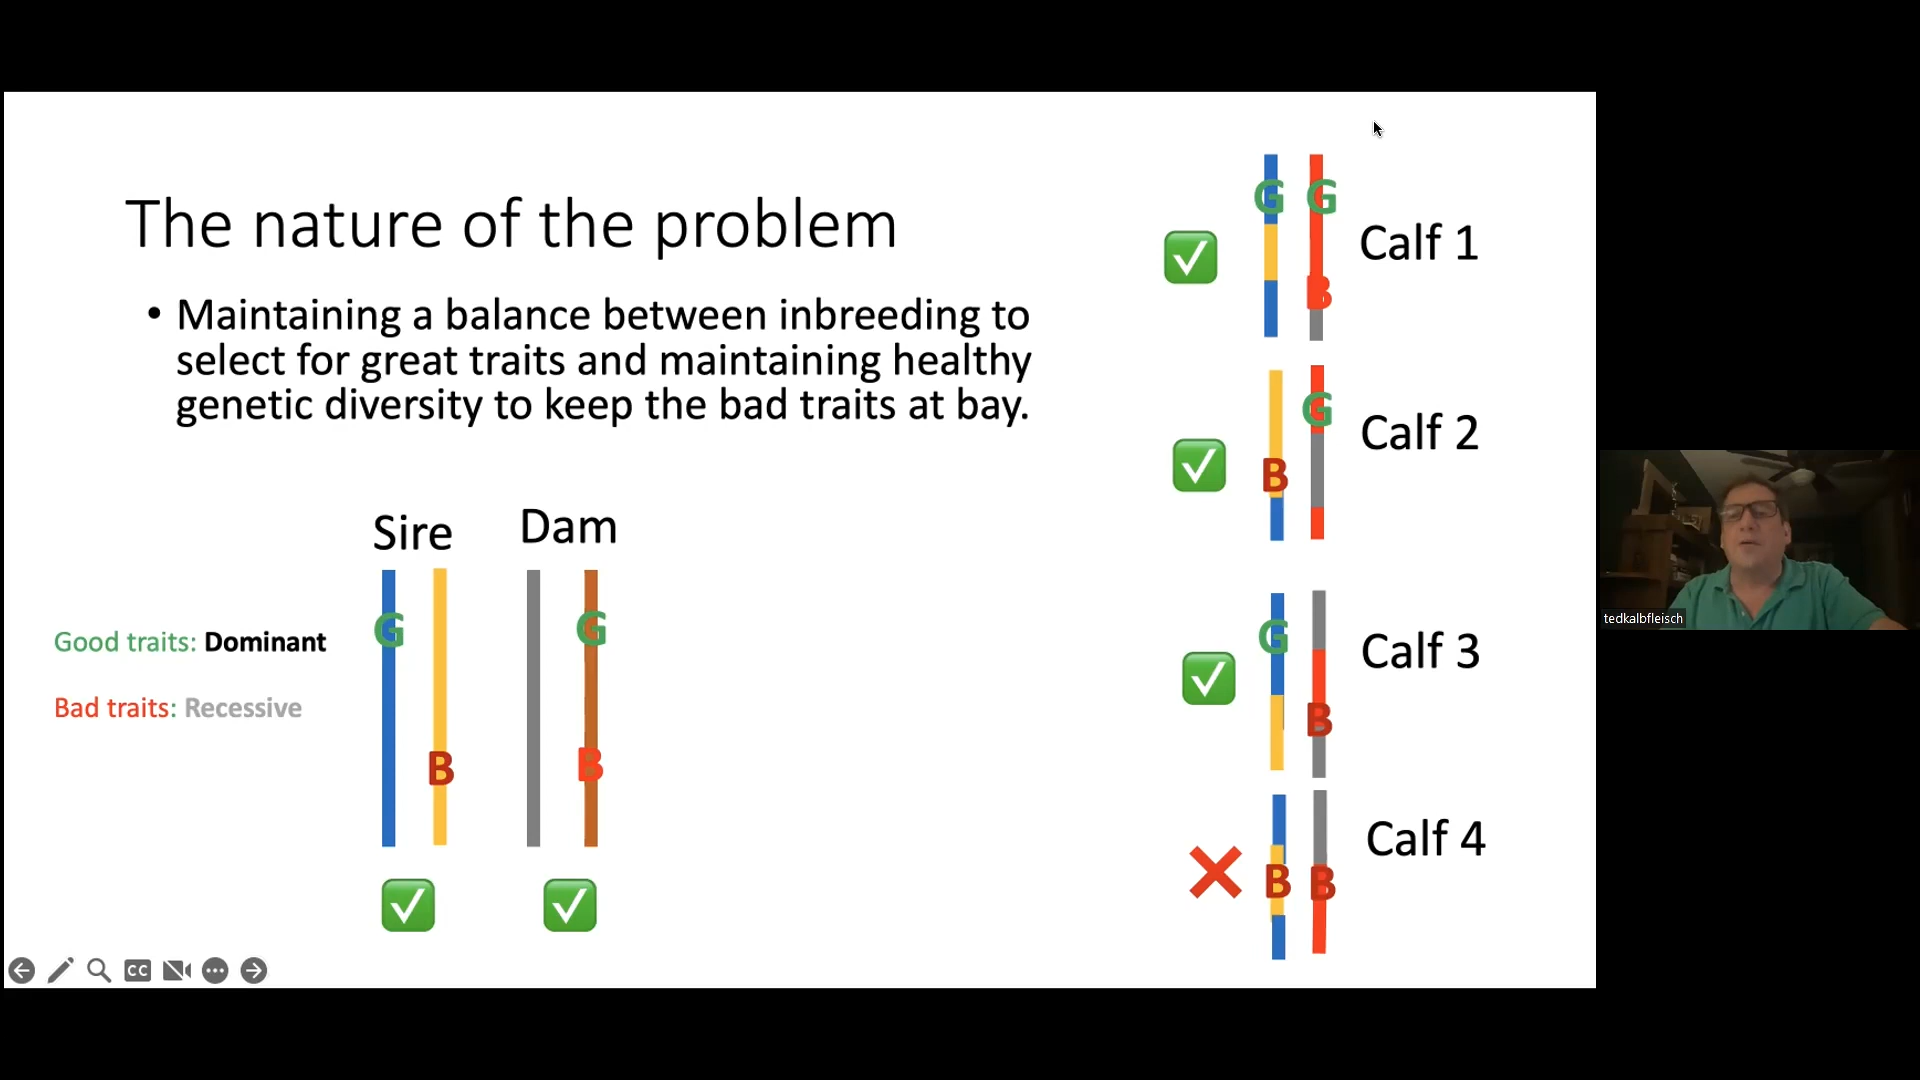 The nature of the problem
• Maintaining a balance between inbreeding to
select for great traits and maintaining healthy
genetic diversity to keep the bad traits at bay.
Sire
Dam
Good traits: Dominant
Bad traits: Recessive
G
G
B
B
G G
B
Calf 1
G
B
Calf 2
G
B
Calf 3
B B
Calf 4
CC
tedkalbfleisch